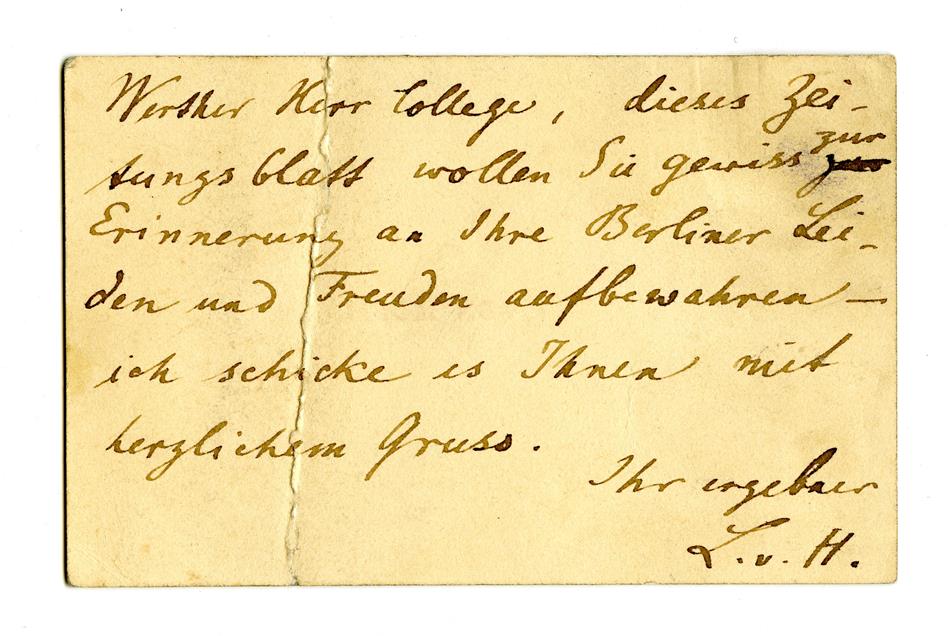 Werther Herr College, dieses Zei-
tungsblatt wollen Sie gewiss zur
Erinnerung an Ihre Berliner Lei-
den und Freuden aufbewahren —
ich schicke es Ihnen mit
herzlichem Gruss.
Ihr ergebner
L. v. H.